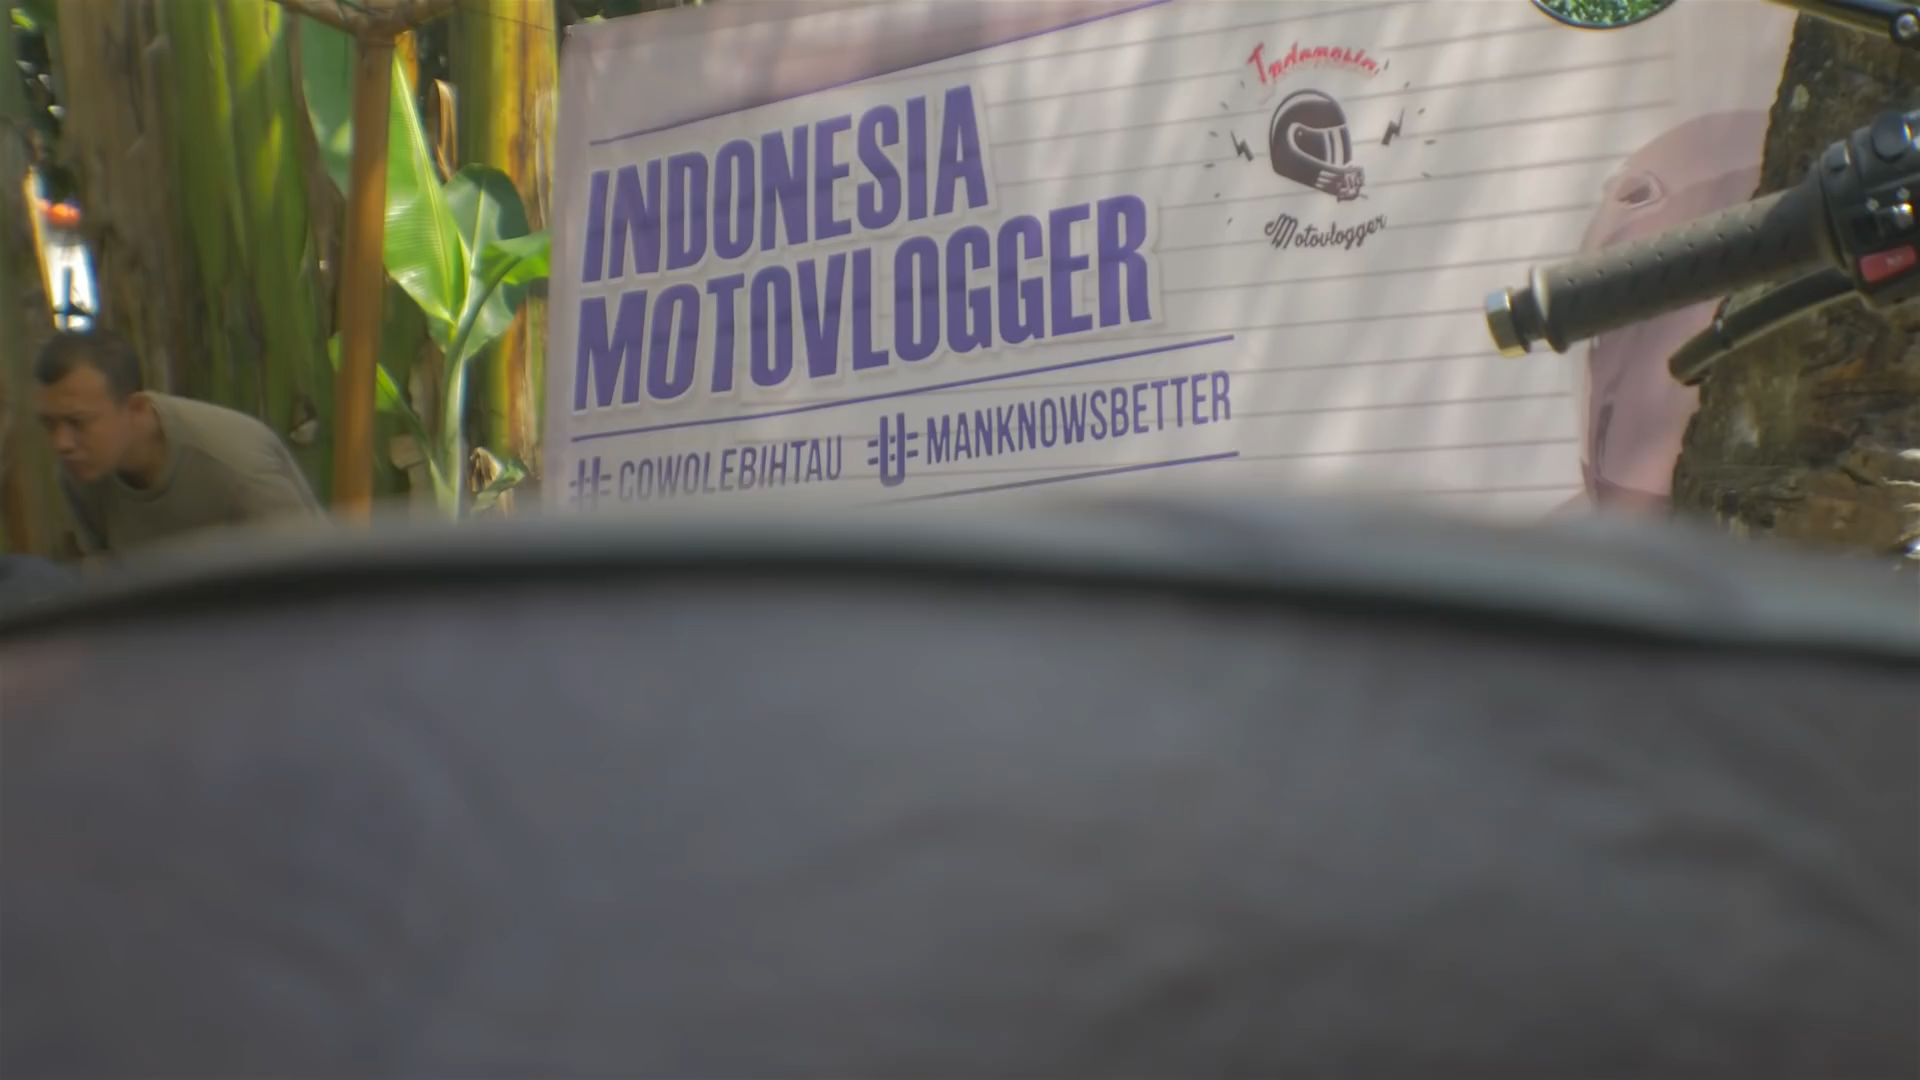 INDONESIA
MOTOVLOGGER
#COWOLEBIHTAU #MANKNOWSBETTER
Indonesia
Motovlogger